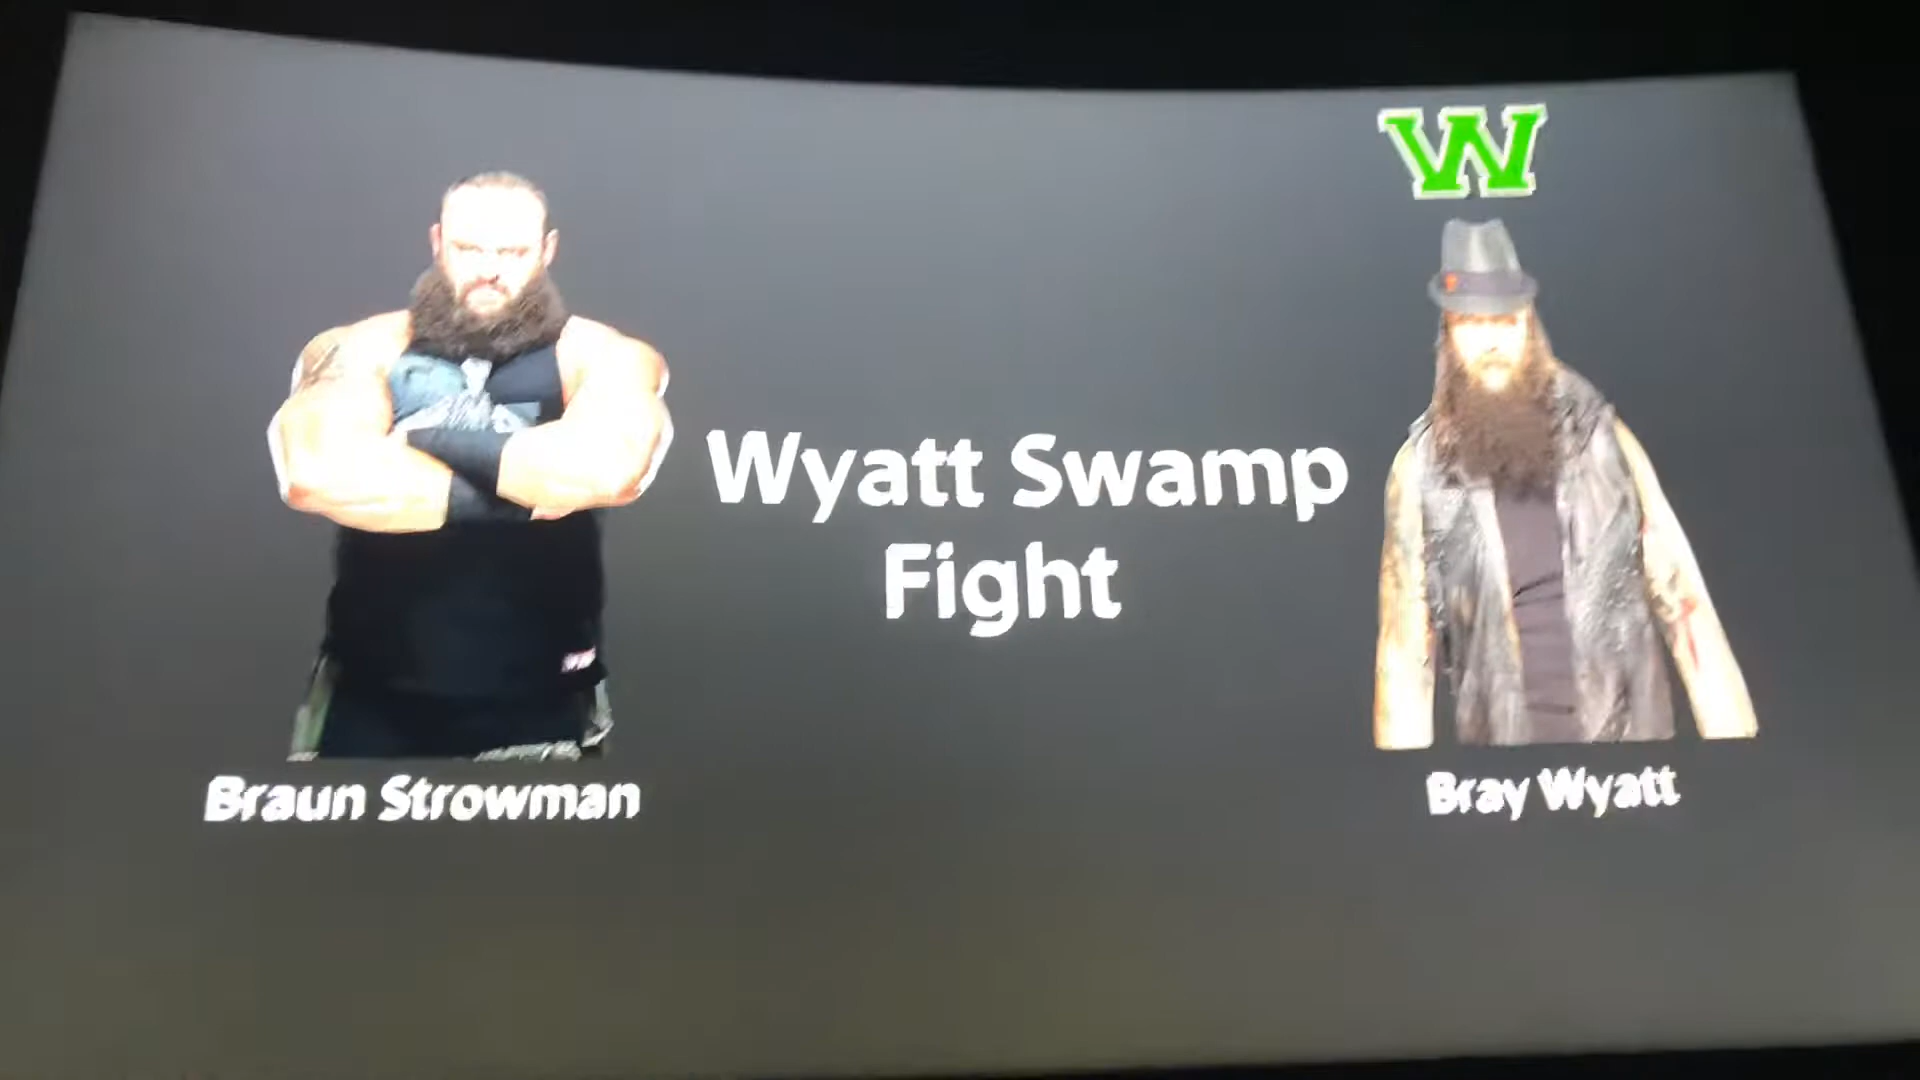 W
Wyatt Swamp
Fight
Braun Strowman
Bray Wyatt